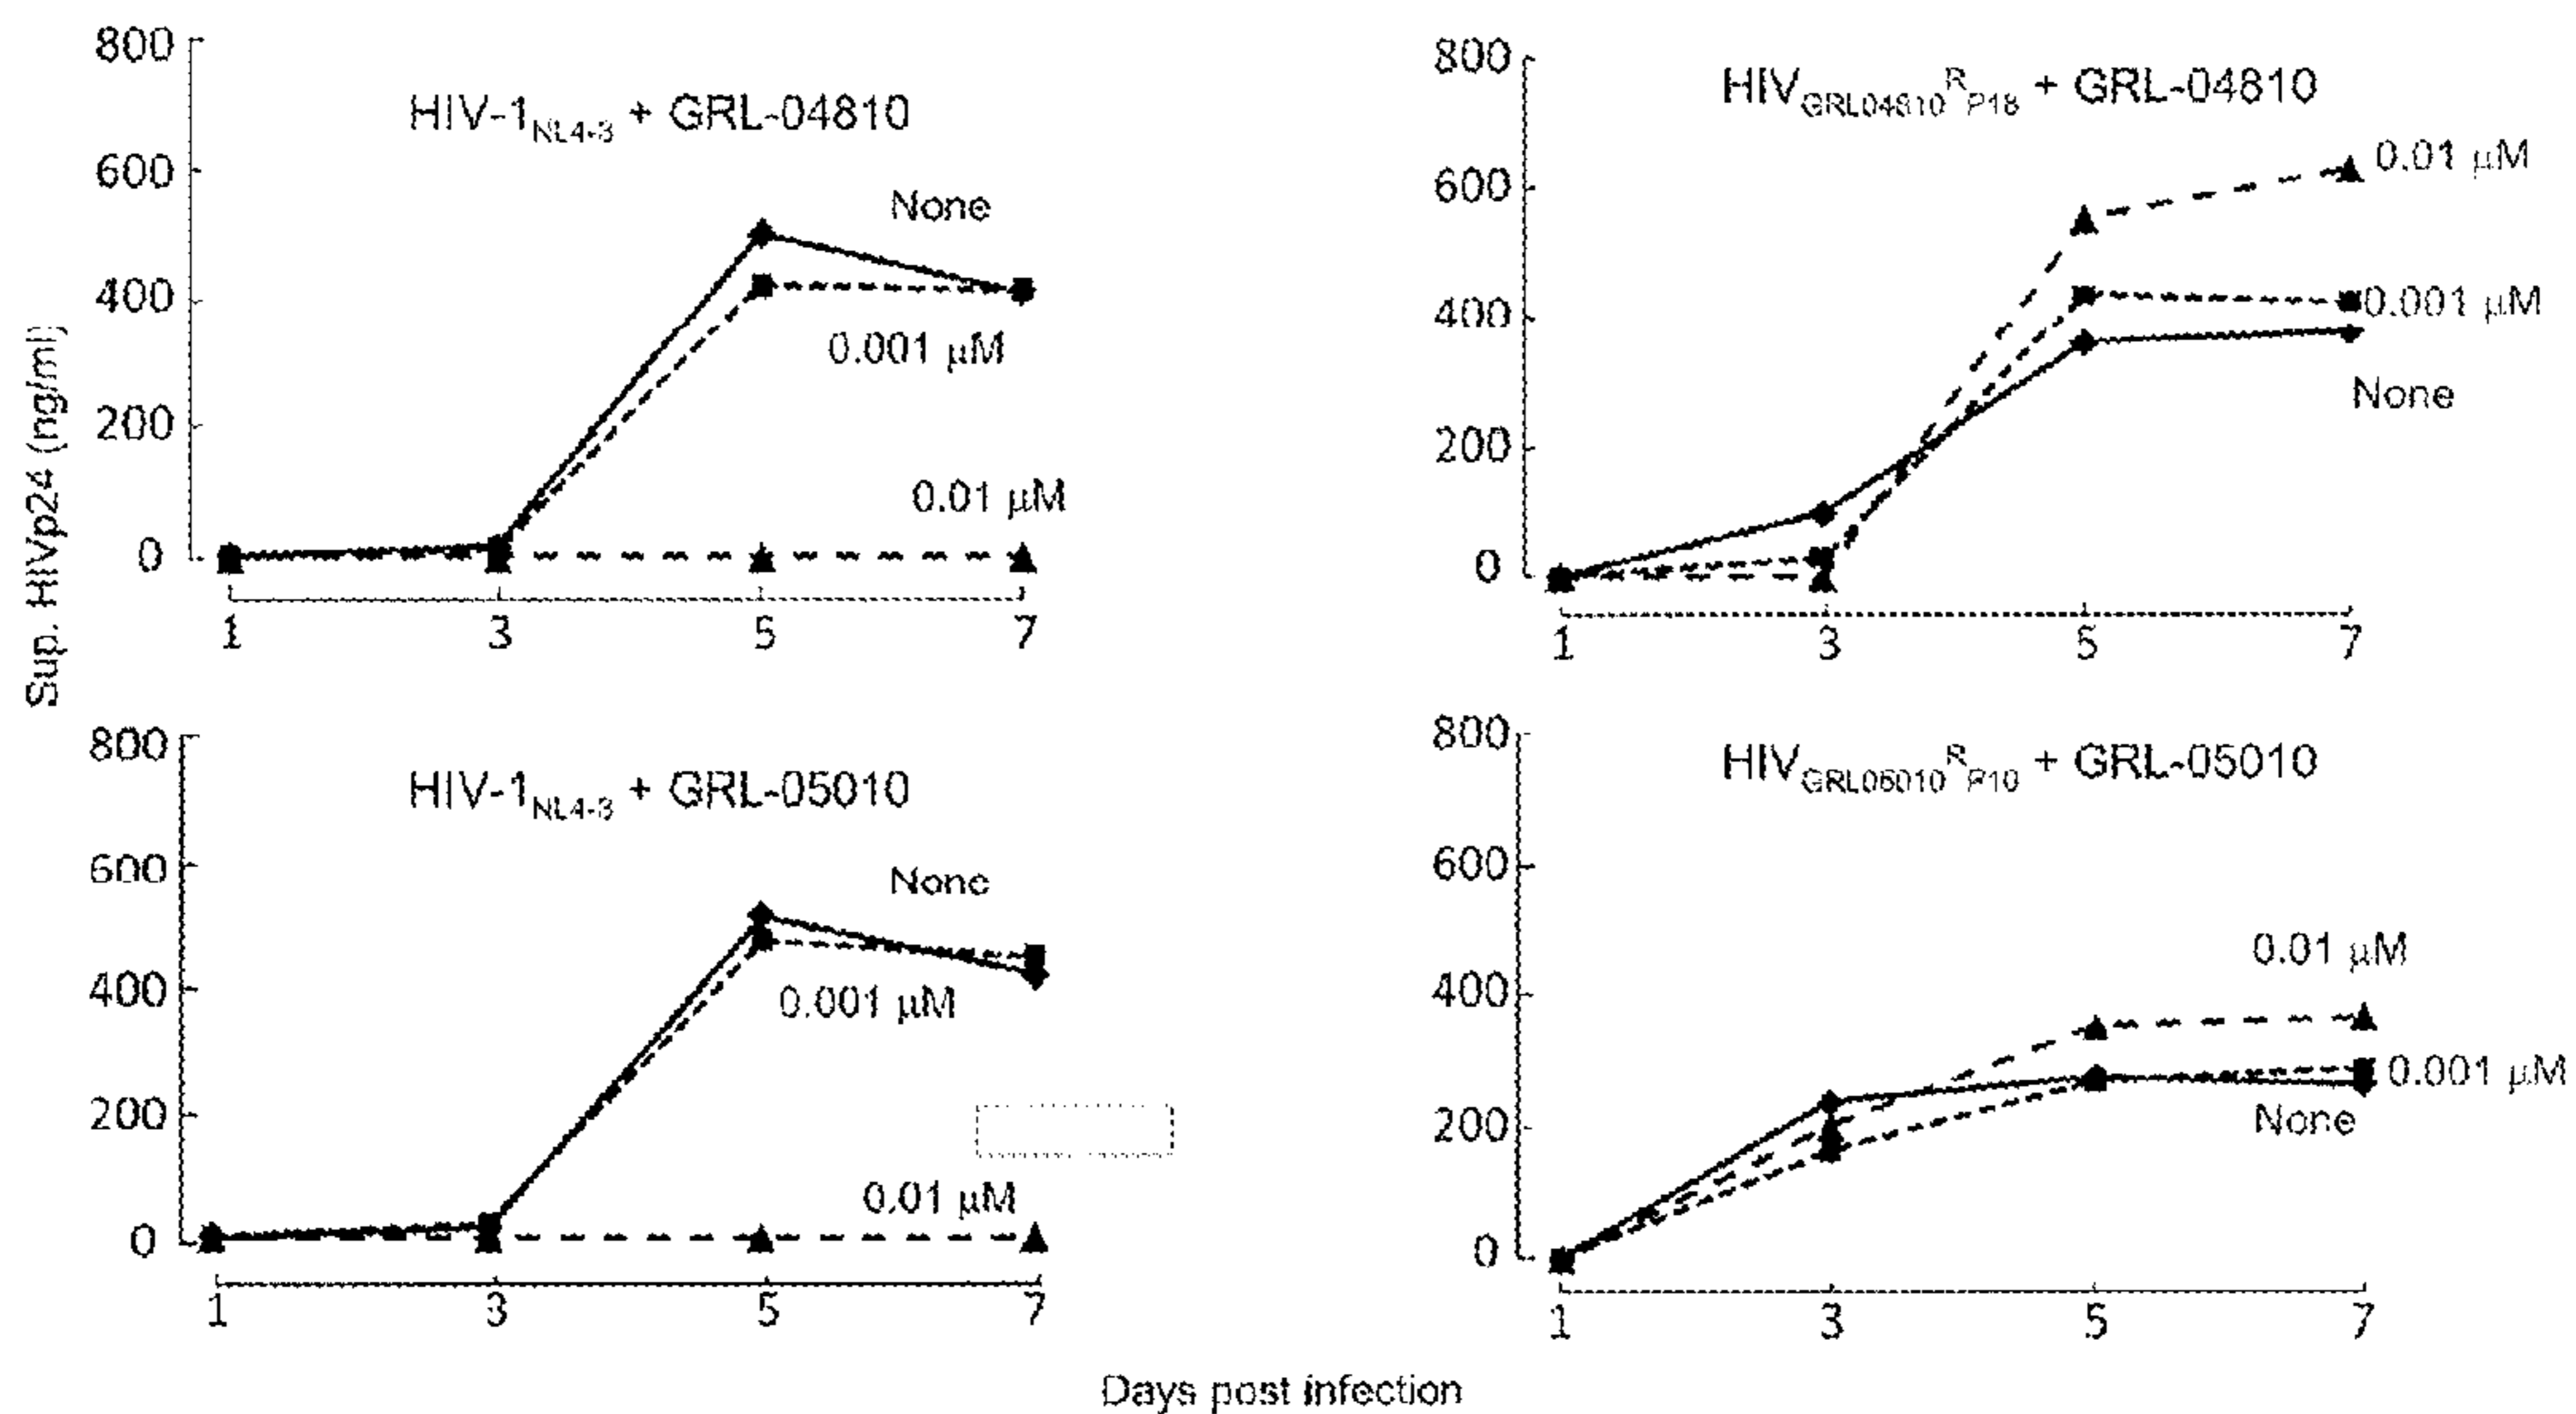 Sup. HIVp24 (ng/ml)
HIV-1NL4-3 + GRL-04810
800
600
400
200
0
None
0.001 µM
0.01 µM
1 3 5 7
HIVGRL04810RP18 + GRL-04810
800
600
400
200
0
0.01 µM
0.001 µM
None
1 3 5 7
HIV-1NL4-3 + GRL-05010
800
600
400
200
0
None
0.001 µM
0.01 µM
1 3 5 7
HIVGRL05010RP10 + GRL-05010
800
600
400
200
0
0.01 µM
0.001 µM
None
1 3 5 7
Days post infection